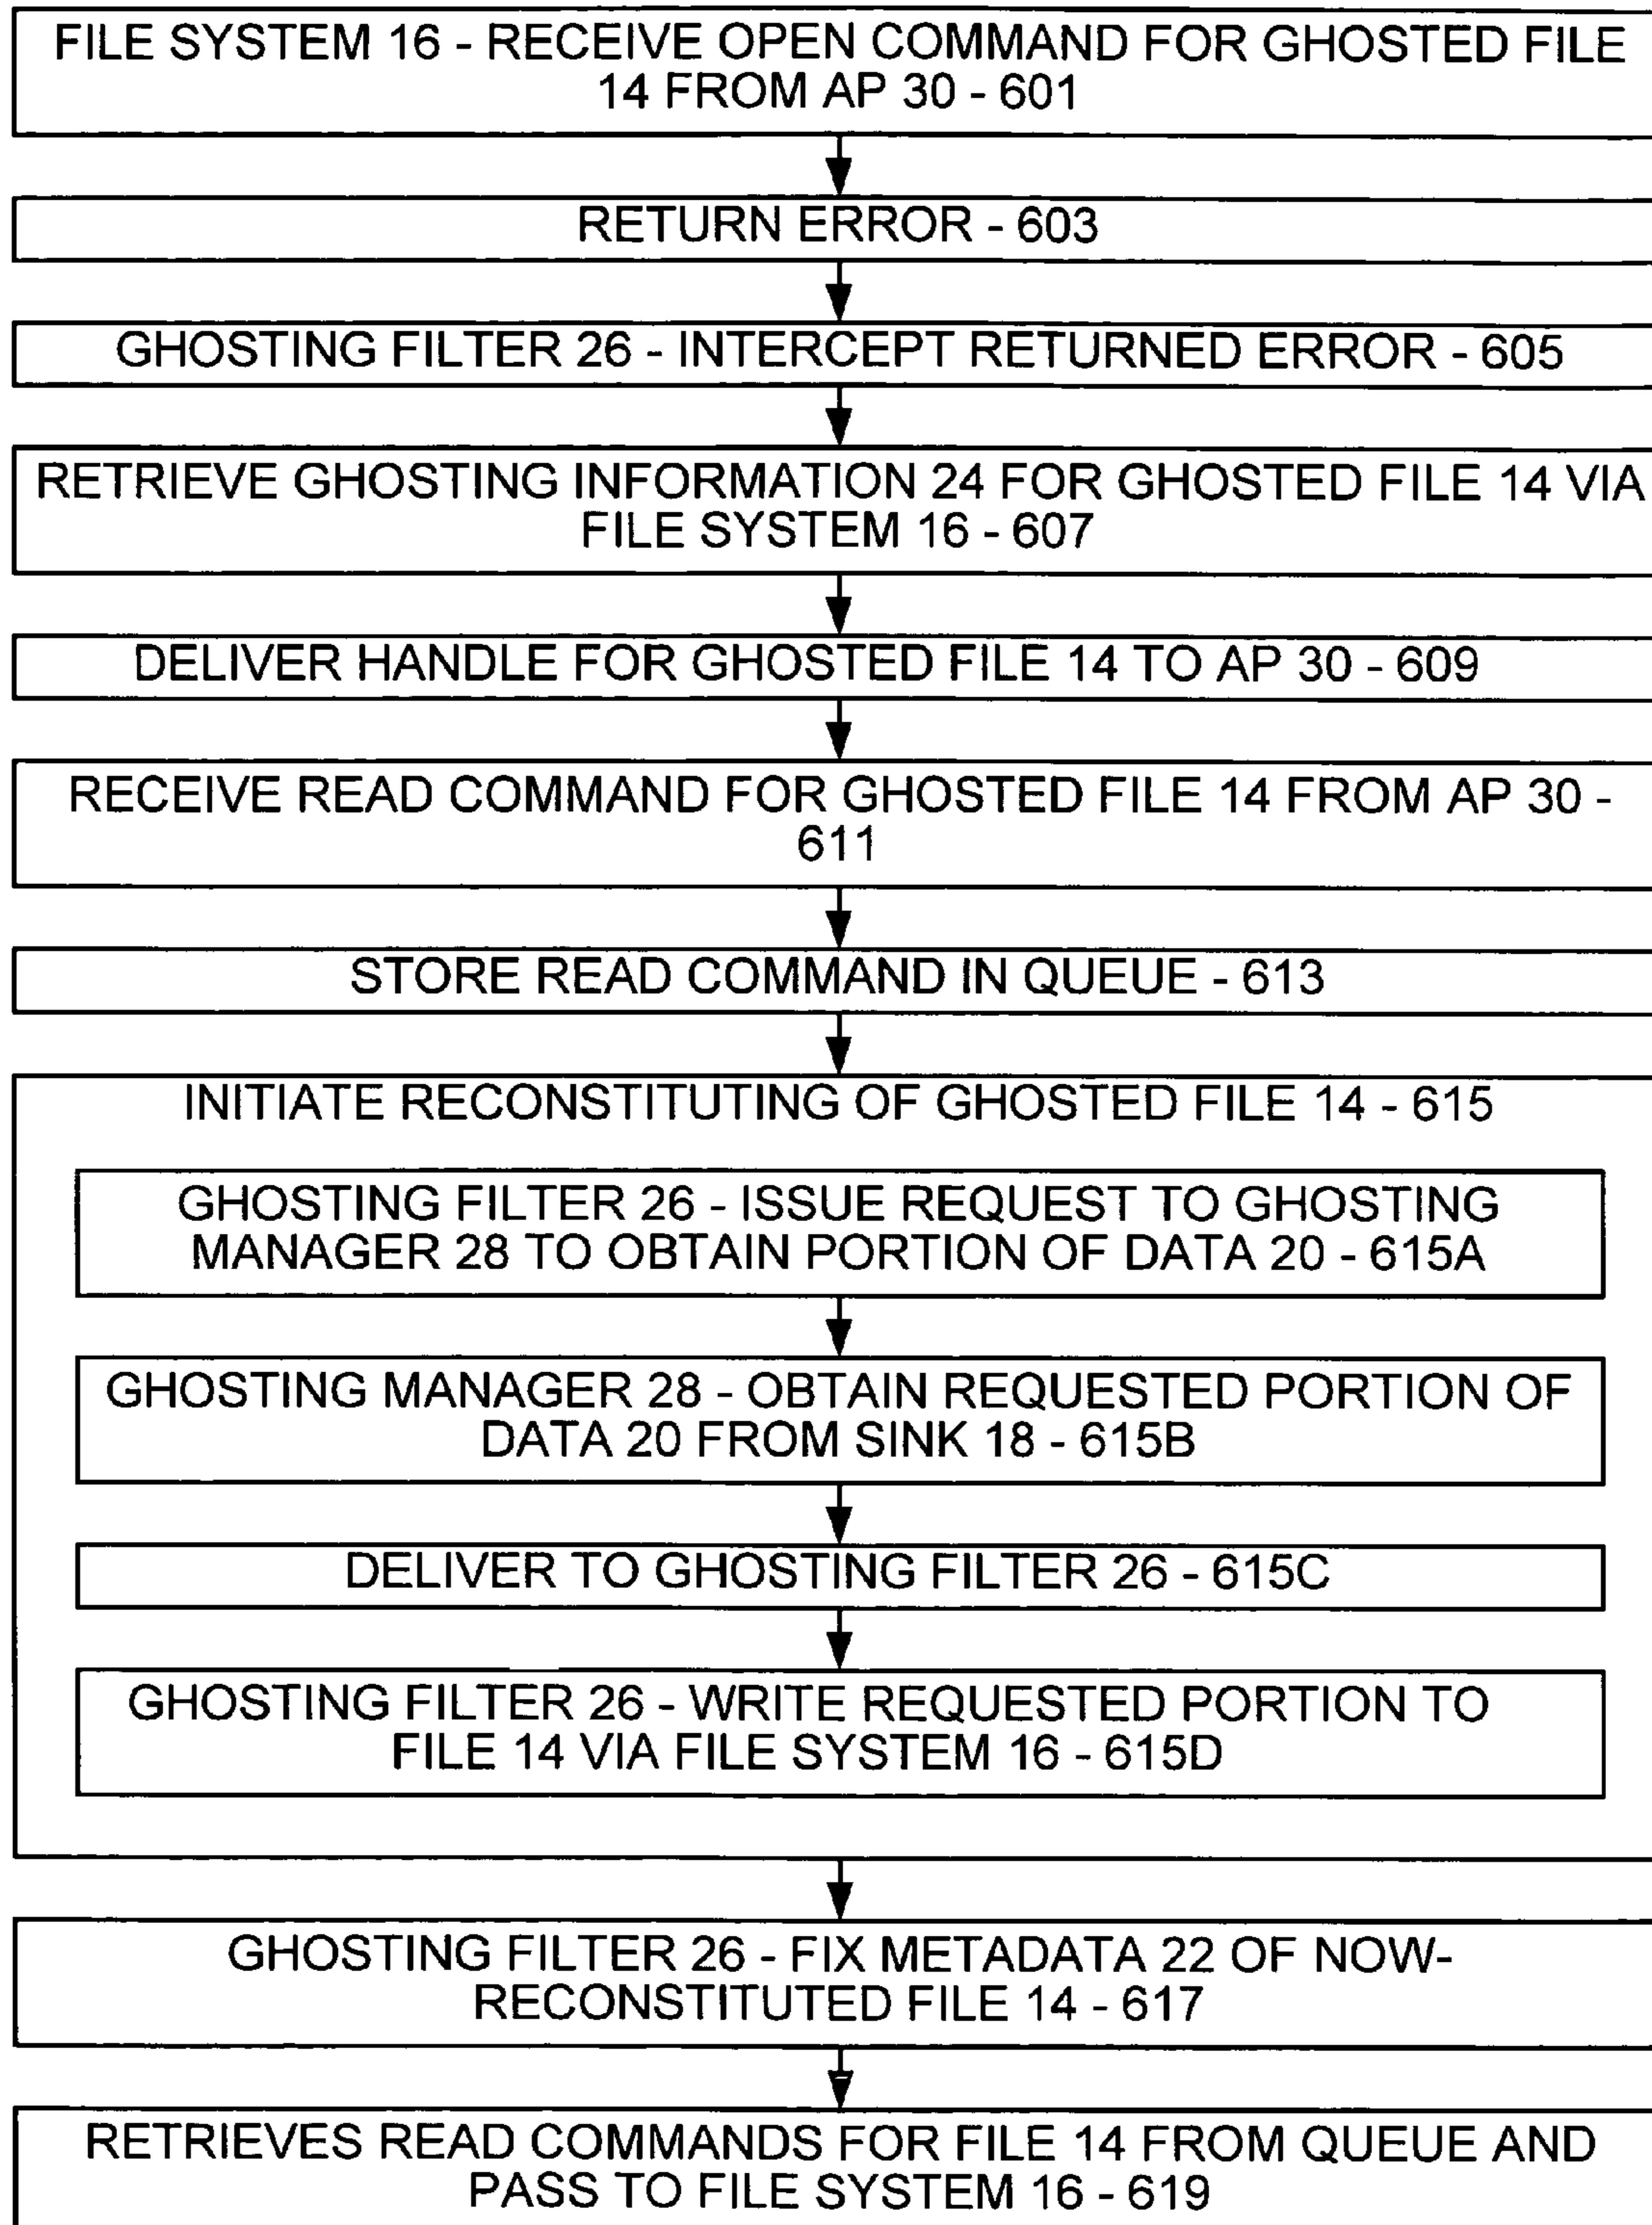 FILE SYSTEM 16 - RECEIVE OPEN COMMAND FOR GHOSTED FILE
14 FROM AP 30 - 601
RETURN ERROR - 603
GHOSTING FILTER 26 - INTERCEPT RETURNED ERROR - 605
RETRIEVE GHOSTING INFORMATION 24 FOR GHOSTED FILE 14 VIA
FILE SYSTEM 16 - 607
DELIVER HANDLE FOR GHOSTED FILE 14 TO AP 30 - 609
RECEIVE READ COMMAND FOR GHOSTED FILE 14 FROM AP 30 -
611
STORE READ COMMAND IN QUEUE - 613
INITIATE RECONSTITUTING OF GHOSTED FILE 14 - 615
GHOSTING FILTER 26 - ISSUE REQUEST TO GHOSTING
MANAGER 28 TO OBTAIN PORTION OF DATA 20 - 615A
GHOSTING MANAGER 28 - OBTAIN REQUESTED PORTION OF
DATA 20 FROM SINK 18 - 615B
DELIVER TO GHOSTING FILTER 26 - 615C
GHOSTING FILTER 26 - WRITE REQUESTED PORTION TO
FILE 14 VIA FILE SYSTEM 16 - 615D
GHOSTING FILTER 26 - FIX METADATA 22 OF NOW-
RECONSTITUTED FILE 14 - 617
RETRIEVES READ COMMANDS FOR FILE 14 FROM QUEUE AND
PASS TO FILE SYSTEM 16 - 619